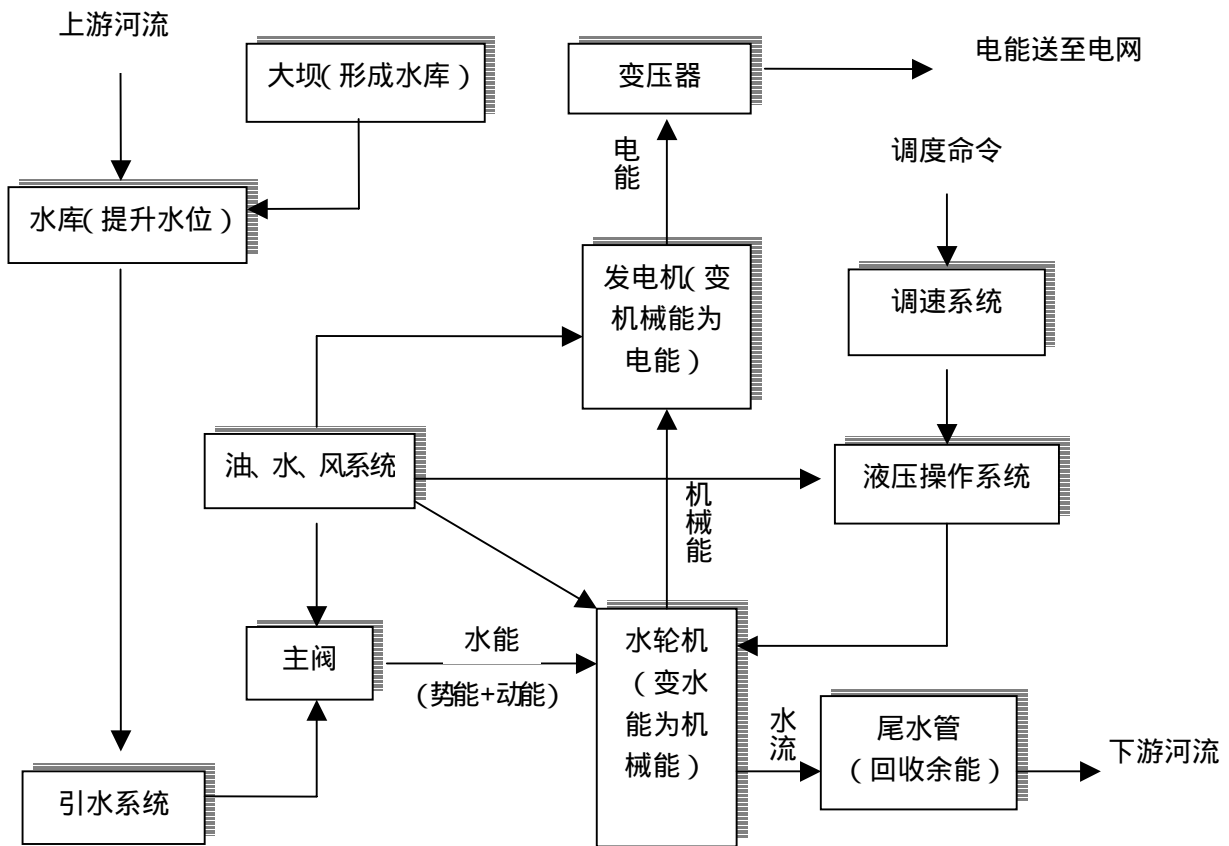 上游河流
大坝(形成水库)
变压器
电能送至电网
电能
调度命令
水库(提升水位)
发电机(变
机械能为
电能)
调速系统
油、水、风系统
液压操作系统
机械能
主阀
水能
(势能+动能)
水轮机
(变水
能为机
械能)
水流
尾水管
(回收余能)
下游河流
引水系统